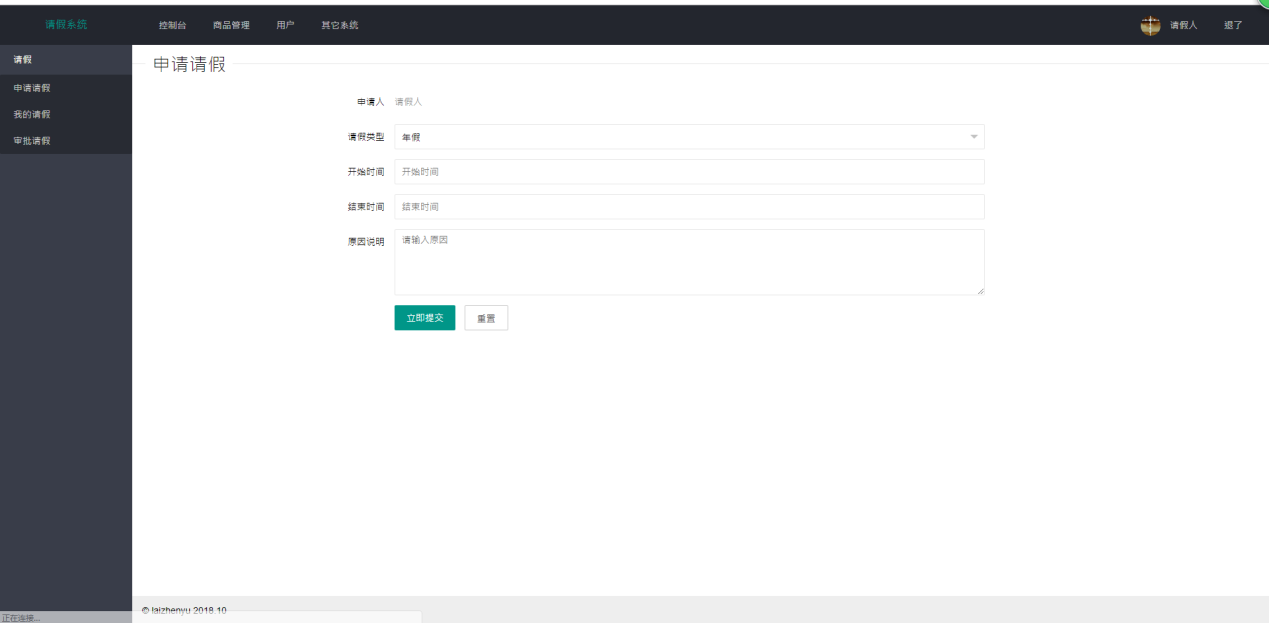 请假系统 控制台 商品管理 用户 其它系统 请假人 退了
请假
申请请假
我的请假
审批请假
申请请假
申请人 请假人
请假类型 年假
开始时间 开始时间
结束时间 结束时间
原因说明 请输入原因
立即提交 重置
© laizhenyu 2018.10
正在连接...